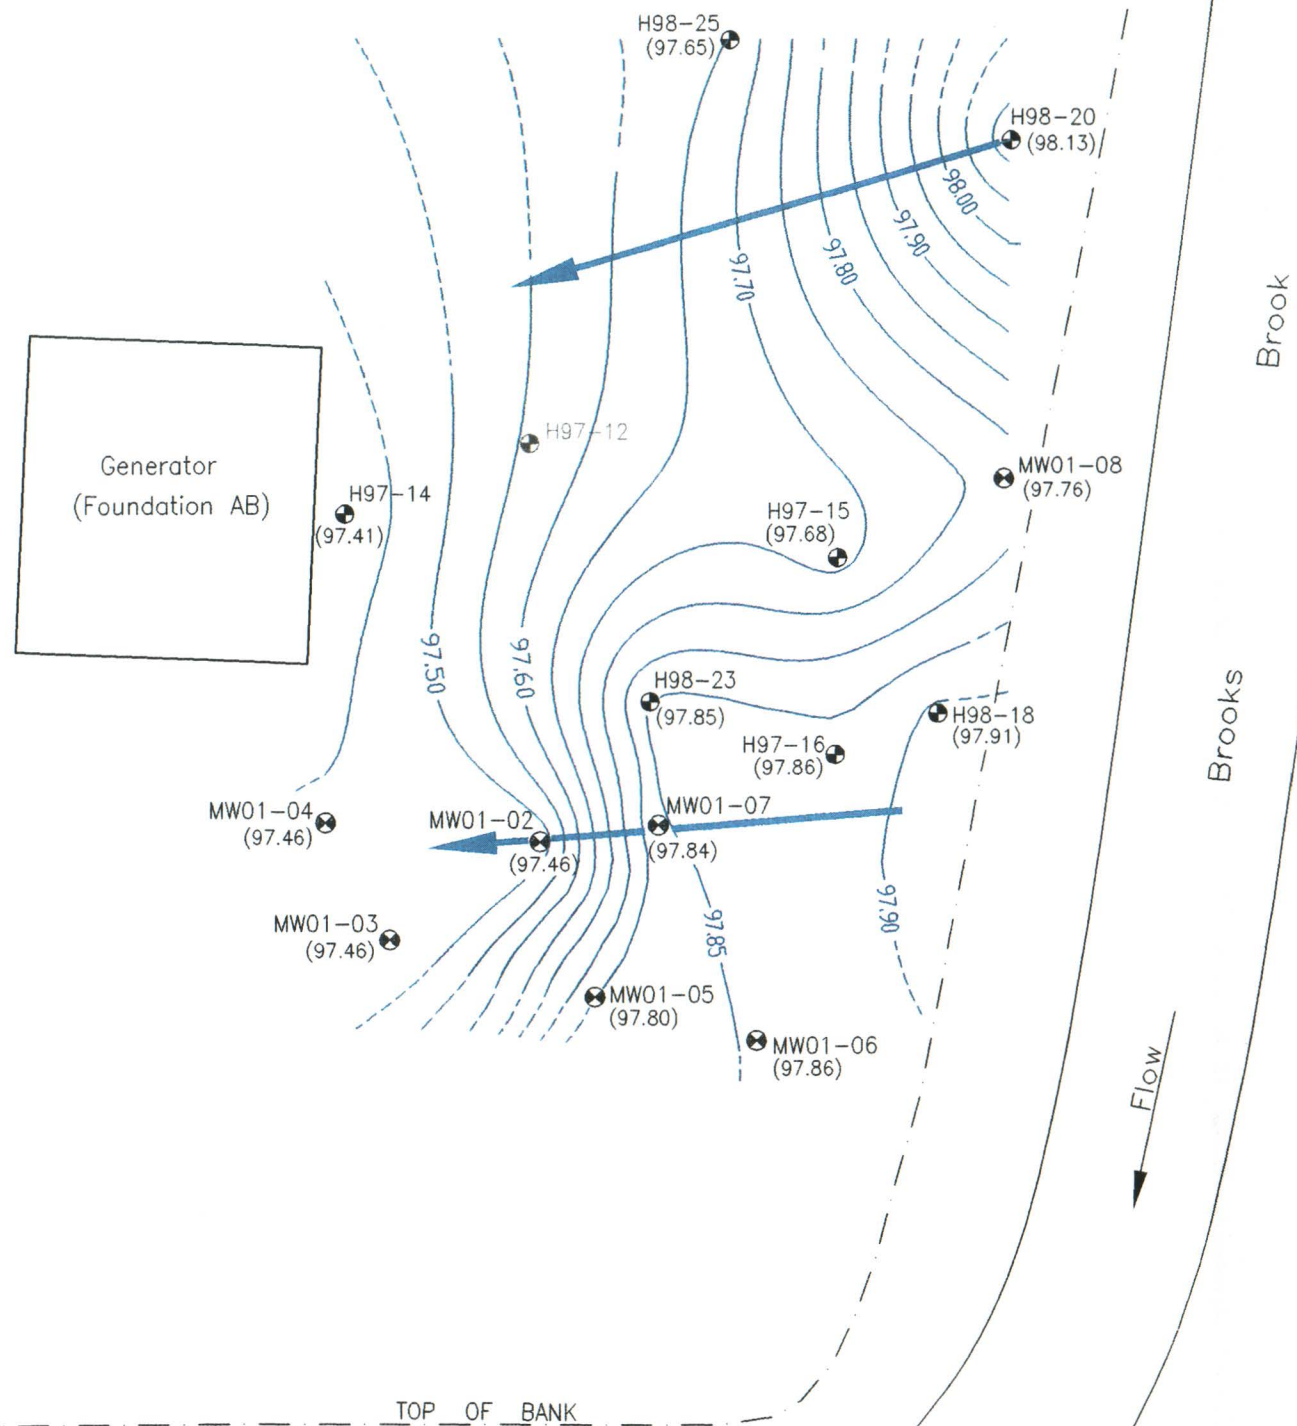 H98-25
(97.65)
H98-20
(98.13)
98.00
97.90
97.80
97.70
Brook
H97-12
Generator
(Foundation AB)
H97-14
(97.41)
MW01-08
(97.76)
H97-15
(97.68)
97.50
97.60
H98-23
(97.85)
H98-18
(97.91)
H97-16
(97.86)
Brooks
MW01-04
(97.46)
MW01-02
(97.46)
MW01-07
(97.84)
97.85
97.90
MW01-03
(97.46)
MW01-05
(97.80)
MW01-06
(97.86)
Flow
TOP OF BANK